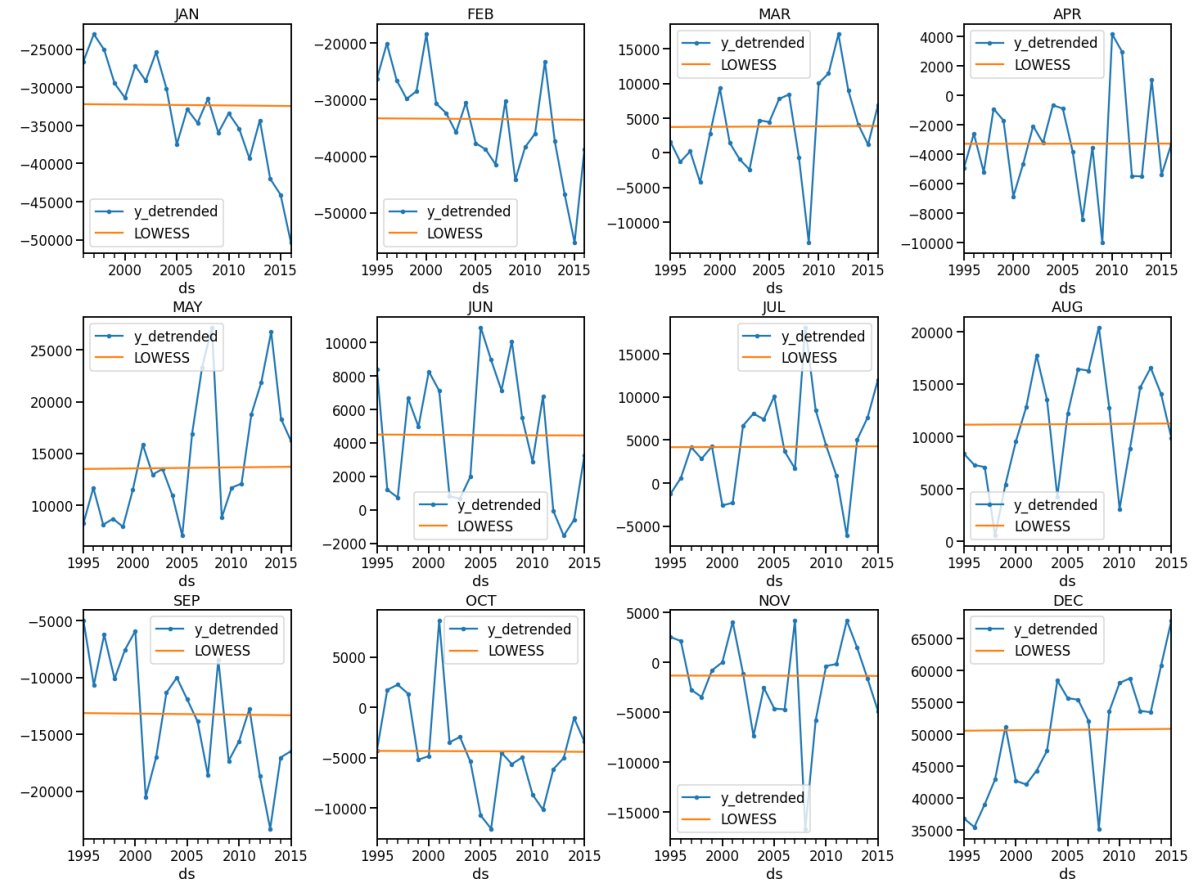 JAN
−25000
−30000
−35000
−40000
−45000
−50000
y_detrended
LOWESS
2000 2005 2010 2015
ds
FEB
−20000
−30000
−40000
−50000
y_detrended
LOWESS
1995 2000 2005 2010 2015
ds
MAR
15000
10000
5000
0
−5000
−10000
y_detrended
LOWESS
1995 2000 2005 2010 2015
ds
APR
4000
2000
0
−2000
−4000
−6000
−8000
−10000
y_detrended
LOWESS
1995 2000 2005 2010 2015
ds
MAY
25000
20000
15000
10000
y_detrended
LOWESS
1995 2000 2005 2010 2015
ds
JUN
10000
8000
6000
4000
2000
0
−2000
y_detrended
LOWESS
1995 2000 2005 2010 2015
ds
JUL
15000
10000
5000
0
−5000
y_detrended
LOWESS
1995 2000 2005 2010 2015
ds
AUG
20000
15000
10000
5000
0
y_detrended
LOWESS
1995 2000 2005 2010 2015
ds
SEP
−5000
−10000
−15000
−20000
y_detrended
LOWESS
1995 2000 2005 2010 2015
ds
OCT
5000
0
−5000
−10000
y_detrended
LOWESS
1995 2000 2005 2010 2015
ds
NOV
5000
0
−5000
−10000
−15000
y_detrended
LOWESS
1995 2000 2005 2010 2015
ds
DEC
65000
60000
55000
50000
45000
40000
35000
y_detrended
LOWESS
1995 2000 2005 2010 2015
ds